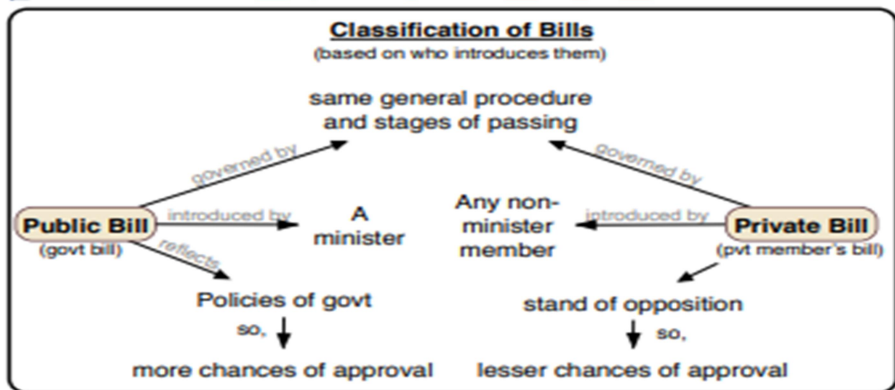 Classification of Bills
(based on who introduces them)
same general procedure
and stages of passing
governed by
governed by
Public Bill
(govt bill)
introduced by
A
minister
Any non-
minister
member
introduced by
Private Bill
(pvt member's bill)
reflects
Policies of govt
so,
more chances of approval
stand of opposition
so,
lesser chances of approval